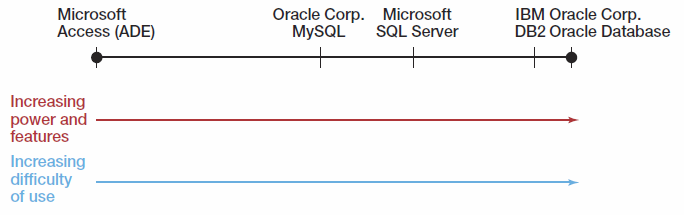 Microsoft
Access (ADE)
Oracle Corp.
MySQL
Microsoft
SQL Server
IBM
DB2
Oracle Corp.
Oracle Database
Increasing
power and
features
Increasing
difficulty
of use